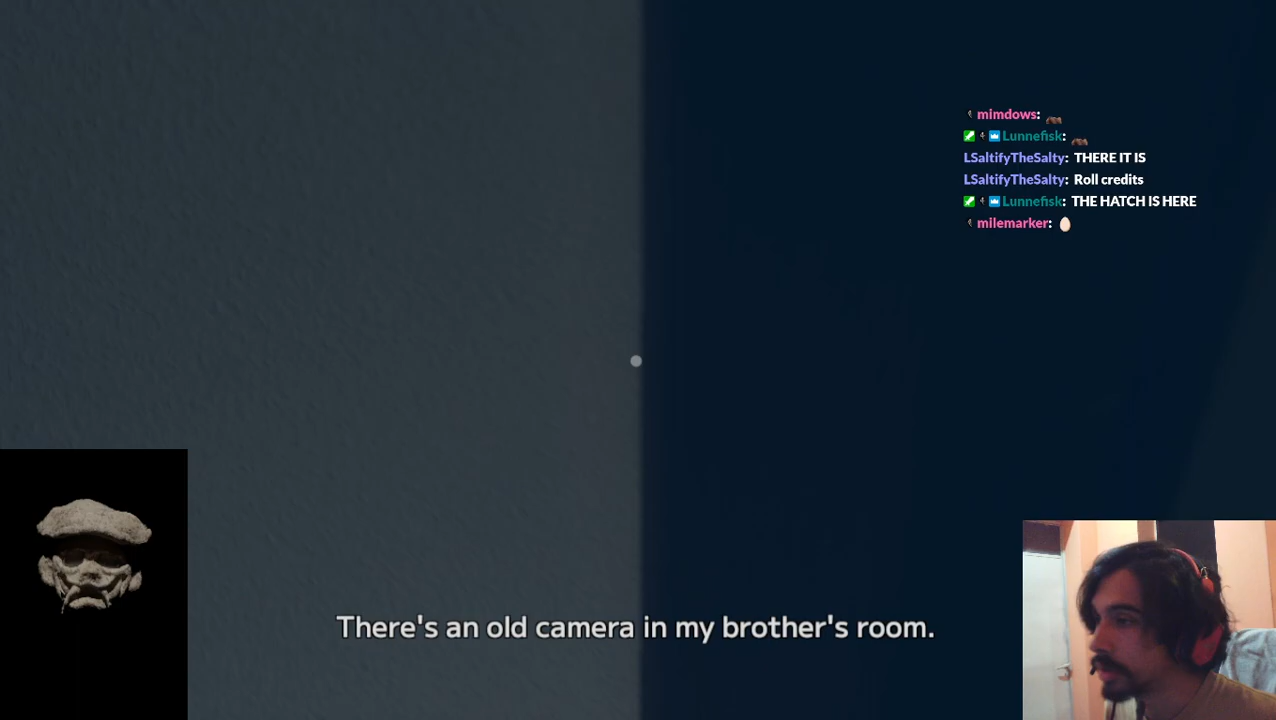 mimdows:
Lunnefisk:
LSaltifyTheSalty: THERE IT IS
LSaltifyTheSalty: Roll credits
Lunnefisk: THE HATCH IS HERE
milemarker:
There's an old camera in my brother's room.